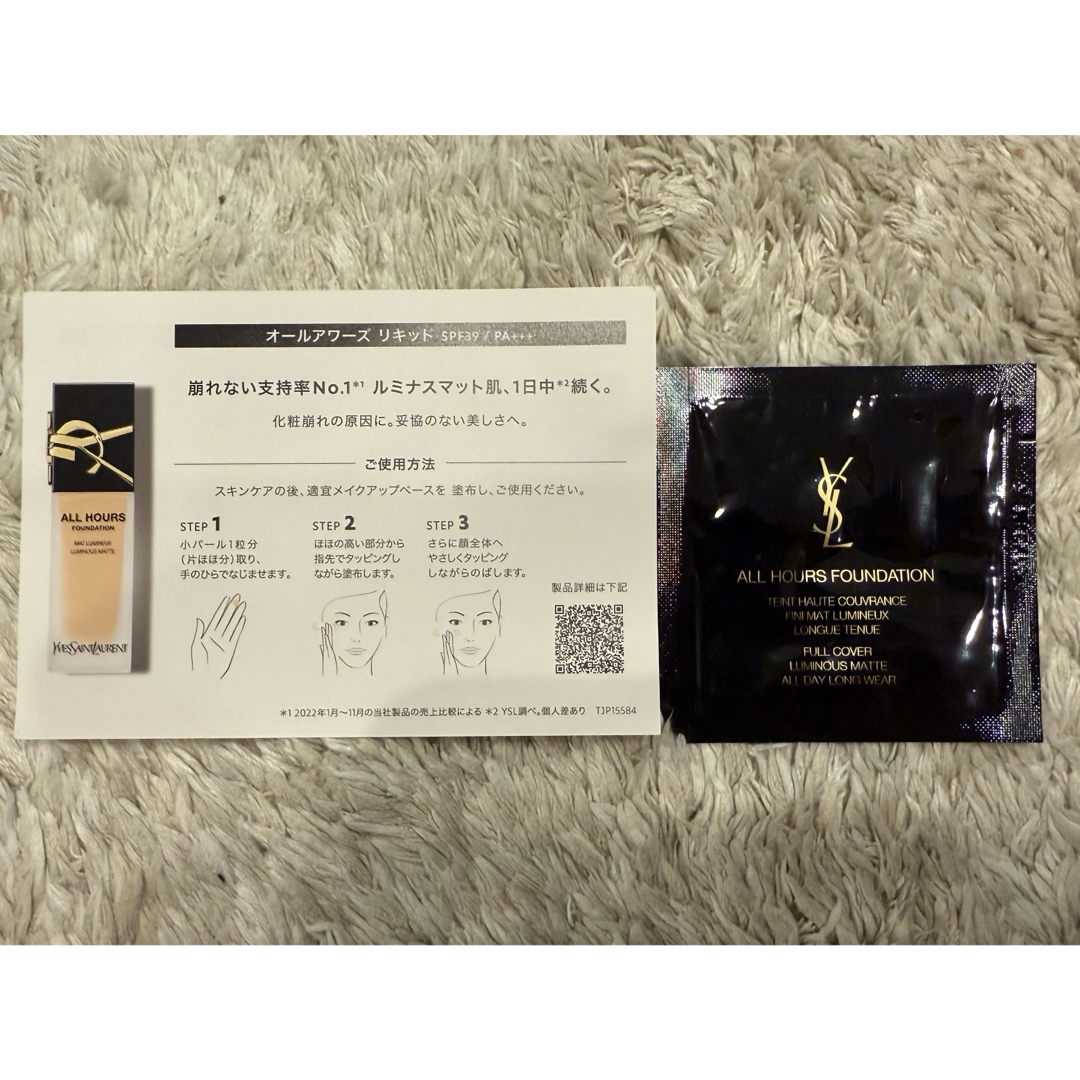 オールアワーズ リキッド SPF39 / PA+++
崩れない支持率No.1*1 ルミナスマット肌、1日中*2続く。
化粧崩れの原因に。妥協のない美しさへ。
ご使用方法
スキンケアの後、適宜メイクアップベースを 塗布し、ご使用ください。
STEP 1
小パール1粒分
(片ほほ分)取り、
手のひらでなじませます。
STEP 2
ほほの高い部分から
指先でタッピングし
ながら塗布します。
STEP 3
さらに顔全体へ
やさしくタッピング
しながらのばします。
製品詳細は下記
*1 2022年1月〜11月の当社製品の売上比較による *2 YSL調べ。個人差あり TJP15584
ALL HOURS
FOUNDATION
MAT LUMINEUX
LUMINOUS MATTE
YVESSAINTLAURENT
YSL
ALL HOURS FOUNDATION
TEINT HAUTE COUVRANCE
FINI MAT LUMINEUX
LONGUE TENUE
FULL COVER
LUMINOUS MATTE
ALL DAY LONG WEAR